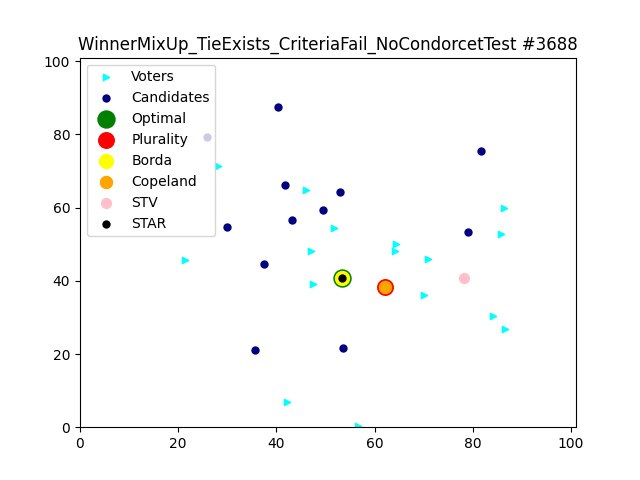 WinnerMixUp_TieExists_CriteriaFail_NoCondorcetTest #3688
100
80
60
40
20
0
Voters
Candidates
Optimal
Plurality
Borda
Copeland
STV
STAR
0 20 40 60 80 100